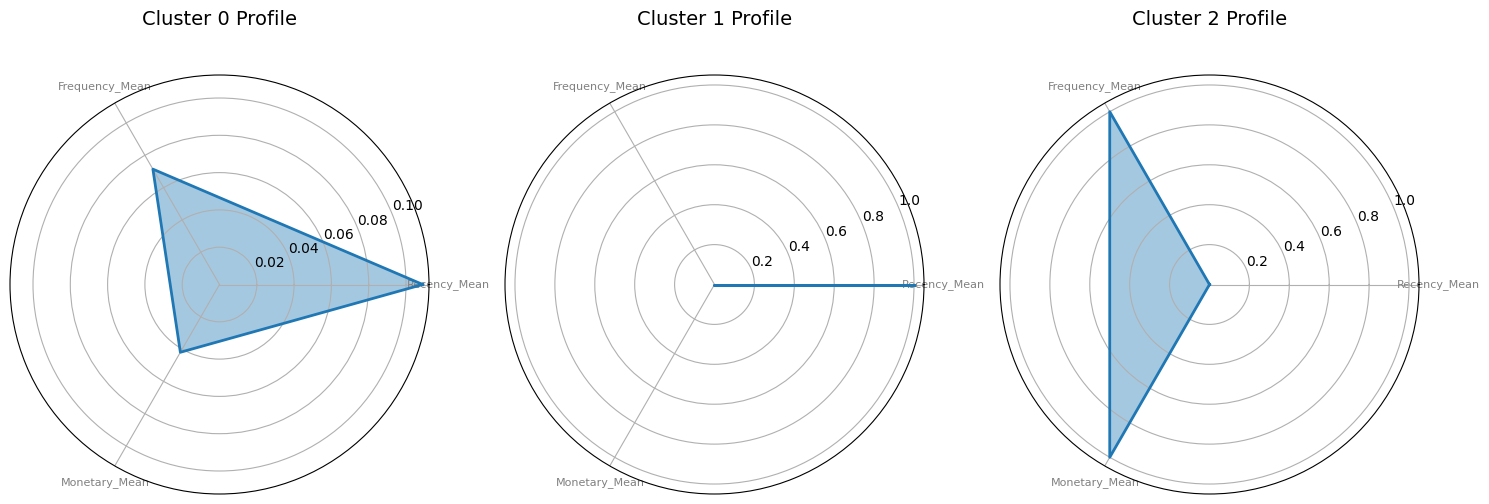 Cluster 0 Profile
Frequency_Mean
0.10
0.08
0.06
0.04
0.02
Recency_Mean
Monetary_Mean
Cluster 1 Profile
Frequency_Mean
1.0
0.8
0.6
0.4
0.2
Recency_Mean
Monetary_Mean
Cluster 2 Profile
Frequency_Mean
1.0
0.8
0.6
0.4
0.2
Recency_Mean
Monetary_Mean